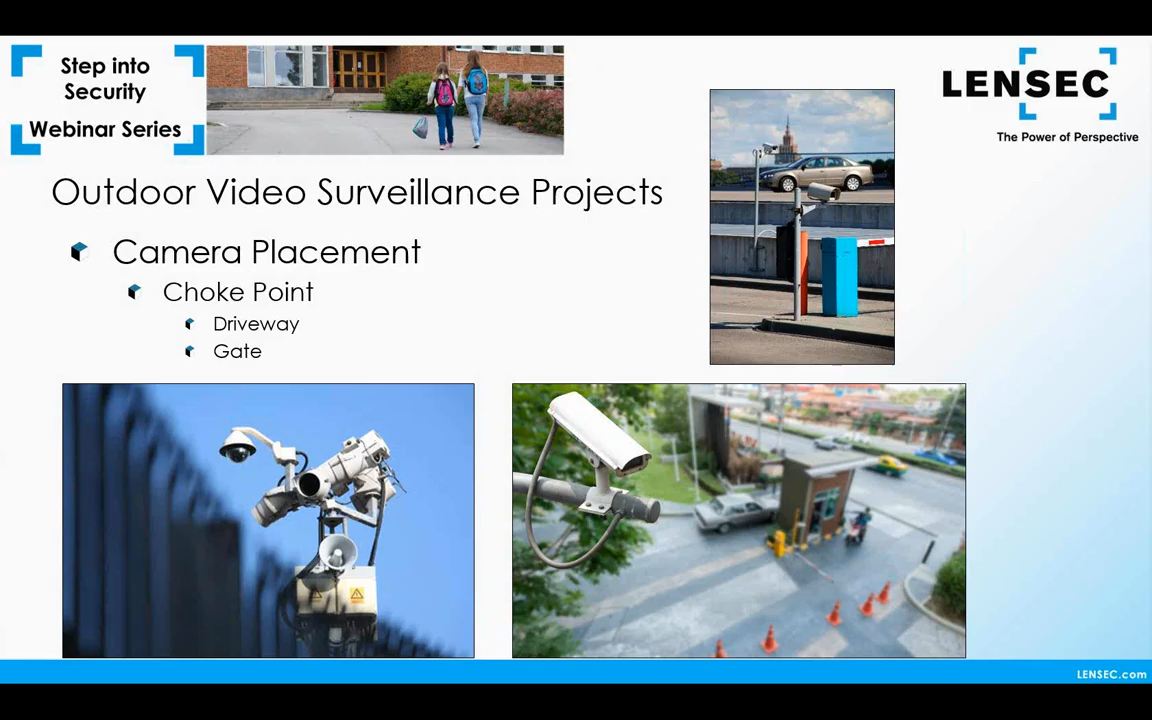 Step into
Security
Webinar Series
LENSEC
The Power of Perspective
Outdoor Video Surveillance Projects
Camera Placement
Choke Point
Driveway
Gate
LENSEC.com